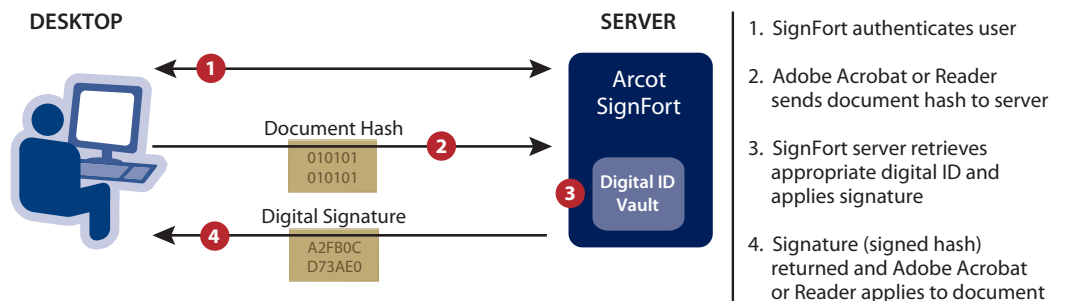 DESKTOP
SERVER
1
Arcot
SignFort
Document Hash
2
010101
010101
Digital ID
Vault
3
Digital Signature
4
A2FB0C
D73AE0
1. SignFort authenticates user
2. Adobe Acrobat or Reader
sends document hash to server
3. SignFort server retrieves
appropriate digital ID and
applies signature
4. Signature (signed hash)
returned and Adobe Acrobat
or Reader applies to document